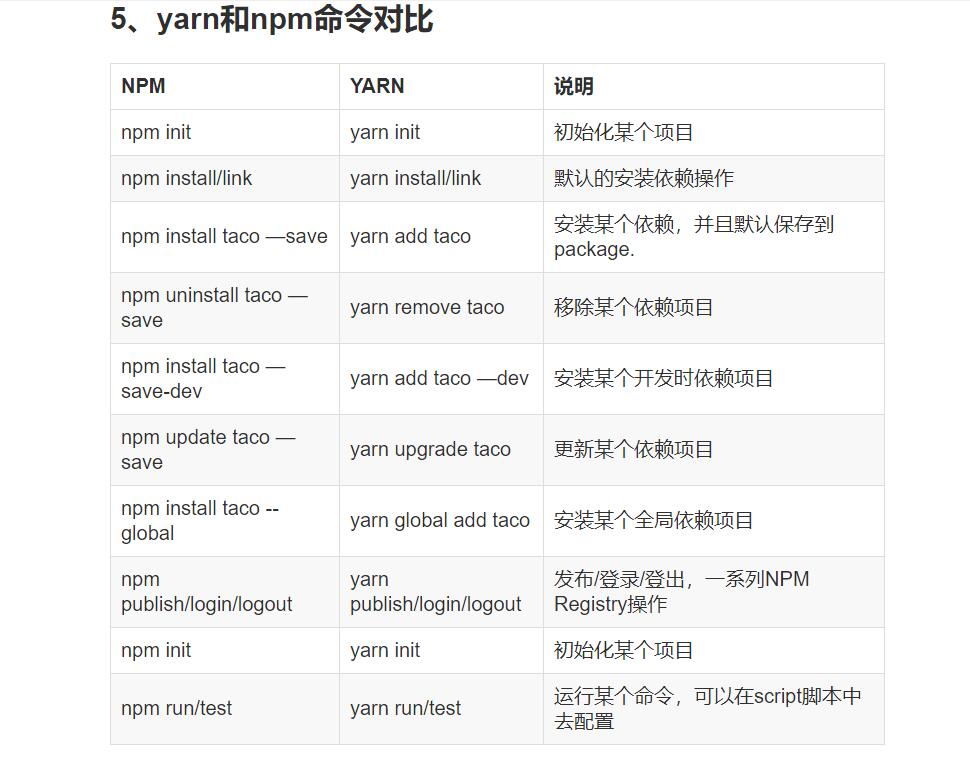 5、yarn和npm命令对比
NPM YARN 说明
npm init yarn init 初始化某个项目
npm install/link yarn install/link 默认的安装依赖操作
npm install taco —save yarn add taco 安装某个依赖，并且默认保存到
package.
npm uninstall taco —
save yarn remove taco 移除某个依赖项目
npm install taco —
save-dev yarn add taco —dev 安装某个开发时依赖项目
npm update taco —
save yarn upgrade taco 更新某个依赖项目
npm install taco --
global yarn global add taco 安装某个全局依赖项目
npm
publish/login/logout yarn
publish/login/logout 发布/登录/登出，一系列NPM
Registry操作
npm init yarn init 初始化某个项目
npm run/test yarn run/test 运行某个命令，可以在script脚本中
去配置